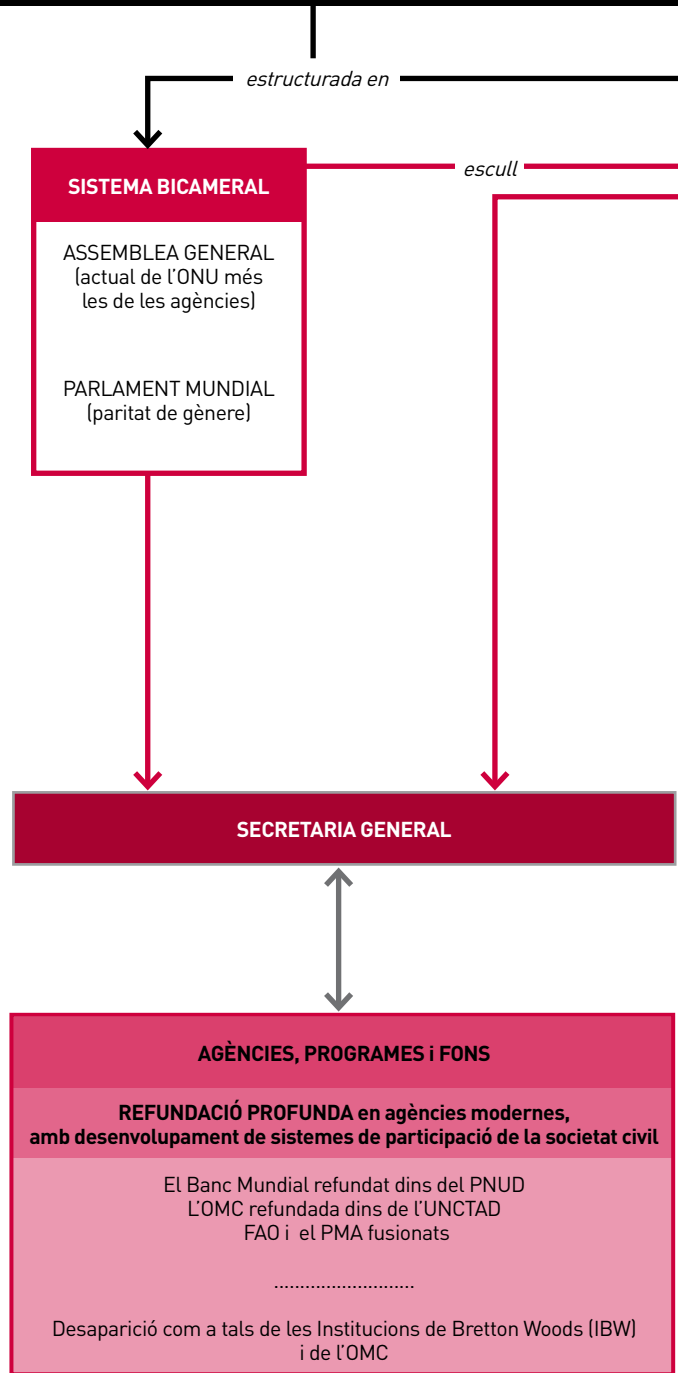 estructurada en
SISTEMA BICAMERAL
escull
ASSEMBLEA GENERAL
(actual de l'ONU més
les de les agències)
PARLAMENT MUNDIAL
(paritat de gènere)
SECRETARIA GENERAL
AGÈNCIES, PROGRAMES i FONS
REFUNDACIÓ PROFUNDA en agències modernes,
amb desenvolupament de sistemes de participació de la societat civil
El Banc Mundial refundat dins del PNUD
L'OMC refundada dins de l'UNCTAD
FAO i el PMA fusionats
...........................
Desaparició com a tals de les Institucions de Bretton Woods (IBW)
i de l'OMC